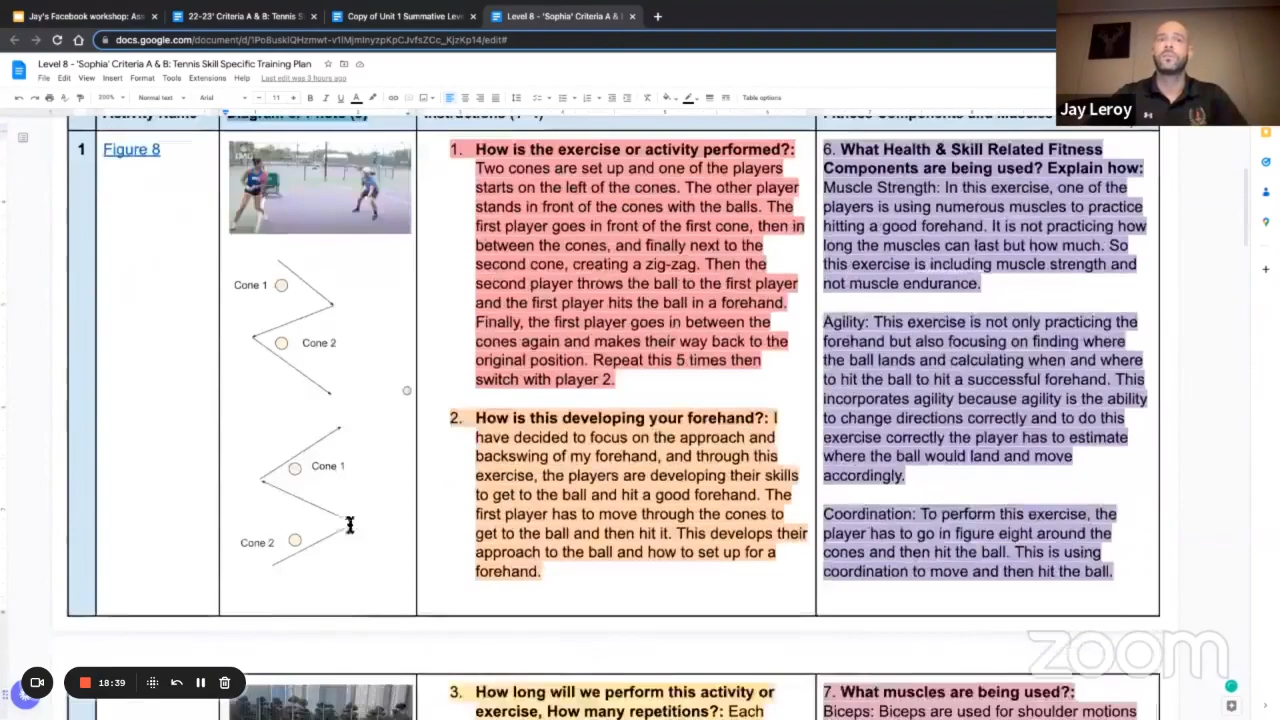 Jay's Facebook workshop: Ass
22-23' Criteria A & B: Tennis S
Copy of Unit 1 Summative Leve
Level 8 - 'Sophia' Criteria A & B
Level 8 - 'Sophia' Criteria A & B: Tennis Skill Specific Training Plan
File Edit View Insert Format Tools Extensions Help Last edit was 3 hours ago
200% Normal text Arial 11 Table options
Jay Leroy
Activity Name
1 Figure 8
Cone 1
Cone 2
Cone 1
Cone 2
1. How is the exercise or activity performed?:
Two cones are set up and one of the players
starts on the left of the cones. The other player
stands in front of the cones with the balls. The
first player goes in front of the first cone, then in
between the cones, and finally next to the
second cone, creating a zig-zag. Then the
second player throws the ball to the first player
and the first player hits the ball in a forehand.
Finally, the first player goes in between the
cones again and makes their way back to the
original position. Repeat this 5 times then
switch with player 2.
2. How is this developing your forehand?: I
have decided to focus on the approach and
backswing of my forehand, and through this
exercise, the players are developing their skills
to get to the ball and hit a good forehand. The
first player has to move through the cones to
get to the ball and then hit it. This develops their
approach to the ball and how to set up for a
forehand.
6. What Health & Skill Related Fitness
Components are being used? Explain how:
Muscle Strength: In this exercise, one of the
players is using numerous muscles to practice
hitting a good forehand. It is not practicing how
long the muscles can last but how much. So
this exercise is including muscle strength and
not muscle endurance.
Agility: This exercise is not only practicing the
forehand but also focusing on finding where
the ball lands and calculating when and where
to hit the ball to hit a successful forehand. This
incorporates agility because agility is the ability
to change directions correctly and to do this
exercise correctly the player has to estimate
where the ball would land and move
accordingly.
Coordination: To perform this exercise, the
player has to go in figure eight around the
cones and then hit the ball. This is using
coordination to move and then hit the ball.
3. How long will we perform this activity or
exercise, How many repetitions?: Each
7. What muscles are being used?:
Biceps: Biceps are used for shoulder motions
18:39
zoom